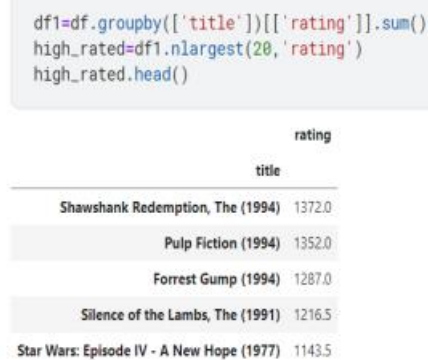 df1=df.groupby(['title'])[['rating']].sum()
high_rated=df1.nlargest(20,'rating')
high_rated.head()
rating
title
Shawshank Redemption, The (1994) 1372.0
Pulp Fiction (1994) 1352.0
Forrest Gump (1994) 1287.0
Silence of the Lambs, The (1991) 1216.5
Star Wars: Episode IV - A New Hope (1977) 1143.5